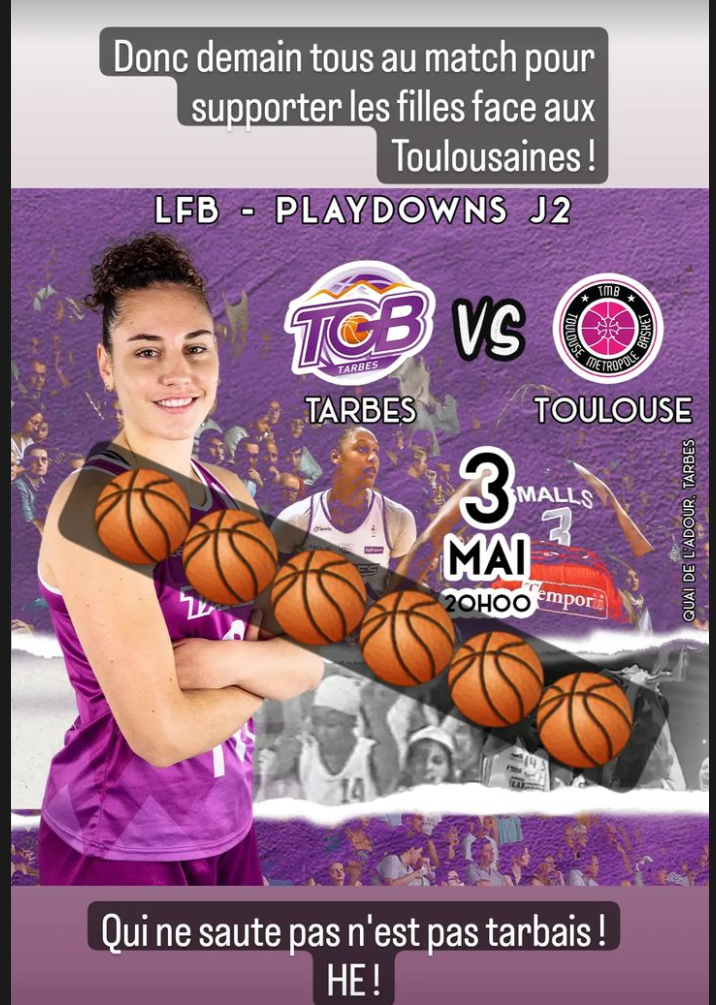 Donc demain tous au match pour
supporter les filles face aux
Toulousaines !
LFB - PLAYDOWNS J2
TGB
TARBES
VS
TMB
TOULOUSE METROPOLE BASKET
TARBES
TOULOUSE
3
MAI
20H00
SMALLS
3
Tempor
QUAI DE L'ADOUR, TARBES
14
Qui ne saute pas n'est pas tarbais !
HE !